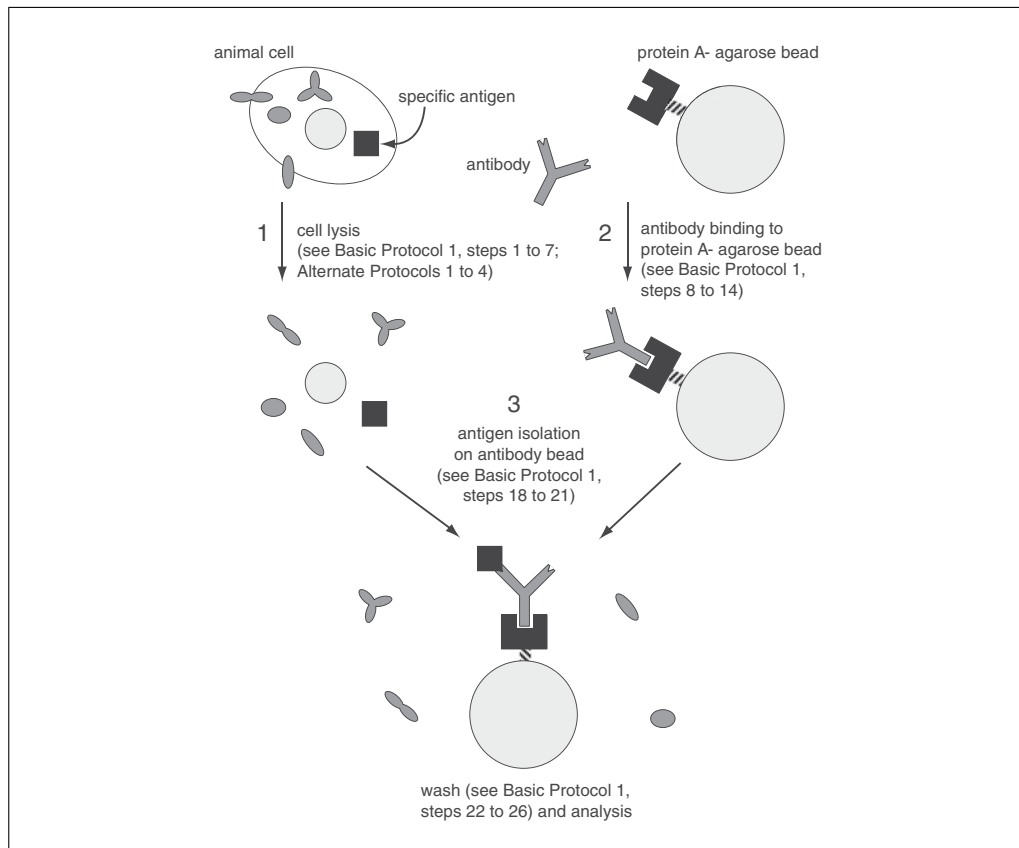 animal cell
specific antigen
protein A- agarose bead
antibody
1
cell lysis
(see Basic Protocol 1, steps 1 to 7;
Alternate Protocols 1 to 4)
2
antibody binding to
protein A- agarose bead
(see Basic Protocol 1,
steps 8 to 14)
3
antigen isolation
on antibody bead
(see Basic Protocol 1,
steps 18 to 21)
wash (see Basic Protocol 1,
steps 22 to 26) and analysis